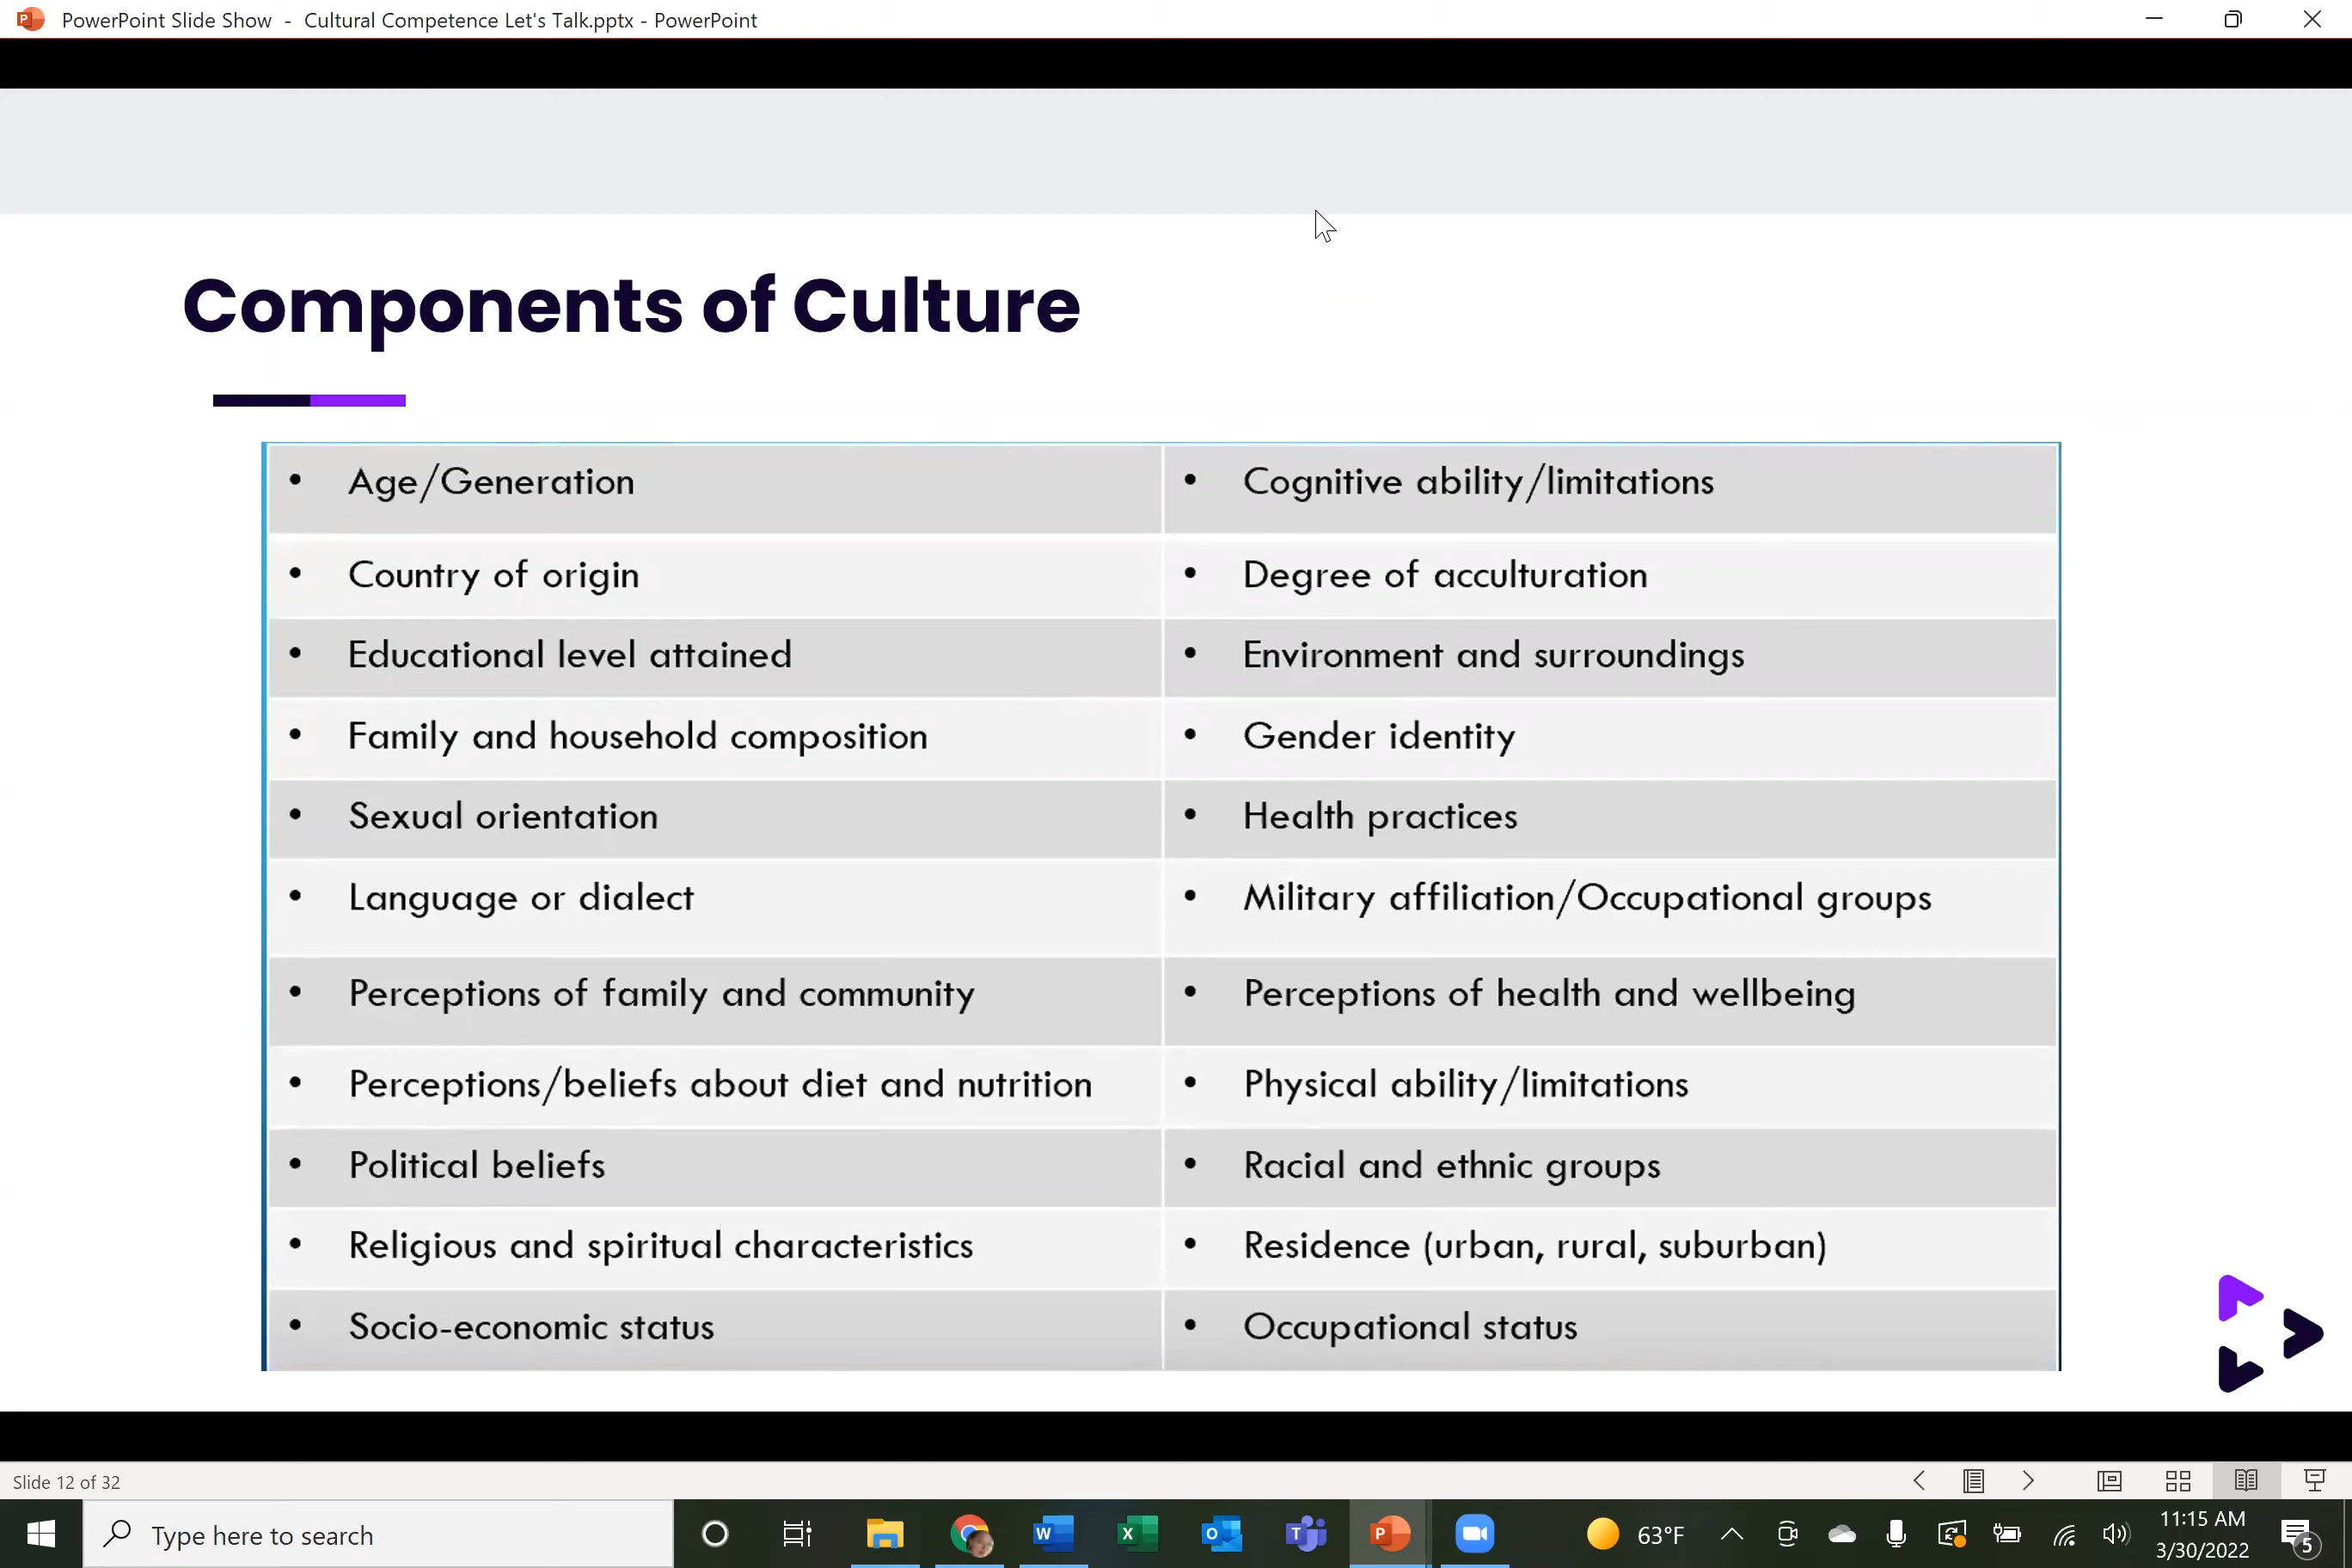 PowerPoint Slide Show - Cultural Competence Let's Talk.pptx - PowerPoint
Components of Culture
• Age/Generation
• Cognitive ability/limitations
• Country of origin
• Degree of acculturation
• Educational level attained
• Environment and surroundings
• Family and household composition
• Gender identity
• Sexual orientation
• Health practices
• Language or dialect
• Military affiliation/Occupational groups
• Perceptions of family and community
• Perceptions of health and wellbeing
• Perceptions/beliefs about diet and nutrition
• Physical ability/limitations
• Political beliefs
• Racial and ethnic groups
• Religious and spiritual characteristics
• Residence (urban, rural, suburban)
• Socio-economic status
• Occupational status
Slide 12 of 32
Type here to search
63°F
11:15 AM
3/30/2022
5